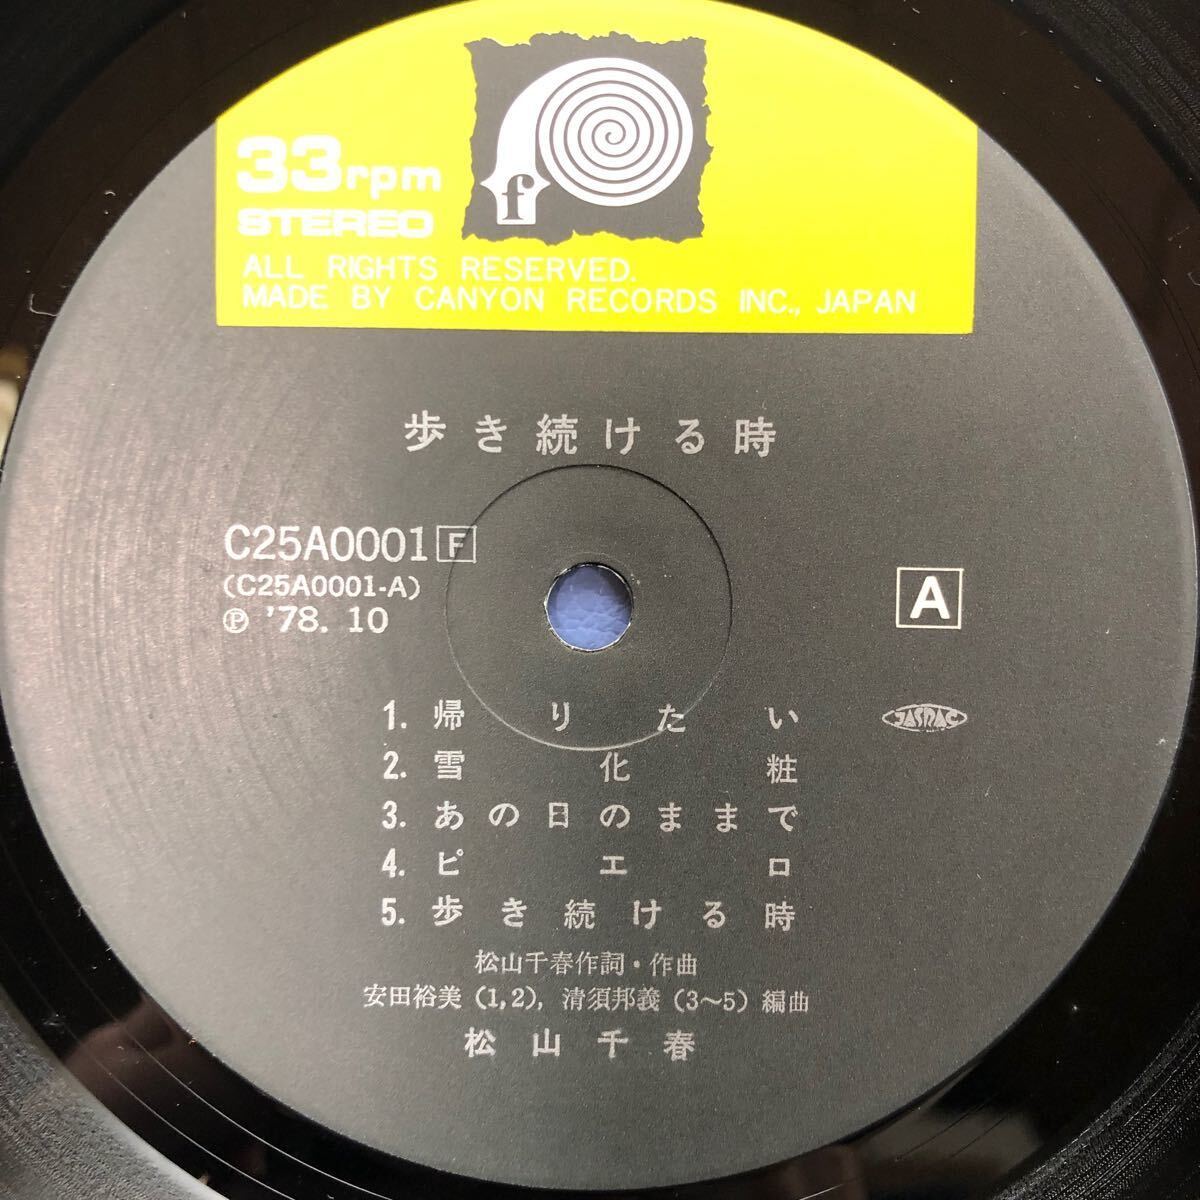 f
33rpm
STEREO
ALL RIGHTS RESERVED.
MADE BY CANYON RECORDS INC., JAPAN
歩き続ける時
C25A0001 F
(C25A0001-A)
Ⓟ '78. 10
A
1. 帰りたい
JASRAC
2. 雪化粧
3. あの日のままで
4. ピエロ
5. 歩き続ける時
松山千春作詞・作曲
安田裕美 (1,2), 清須邦義 (3〜5) 編曲
松山千春